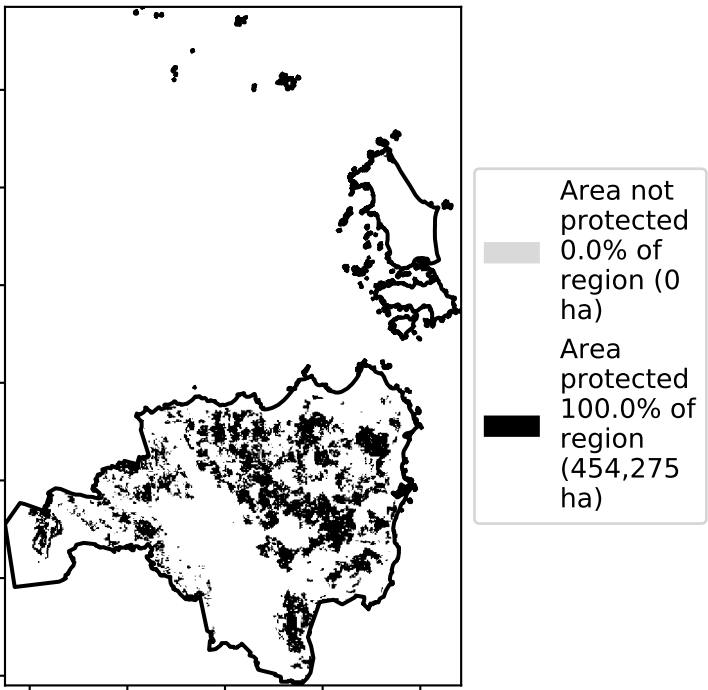 Area not
protected
0.0% of
region (0
ha)
Area
protected
100.0% of
region
(454,275
ha)